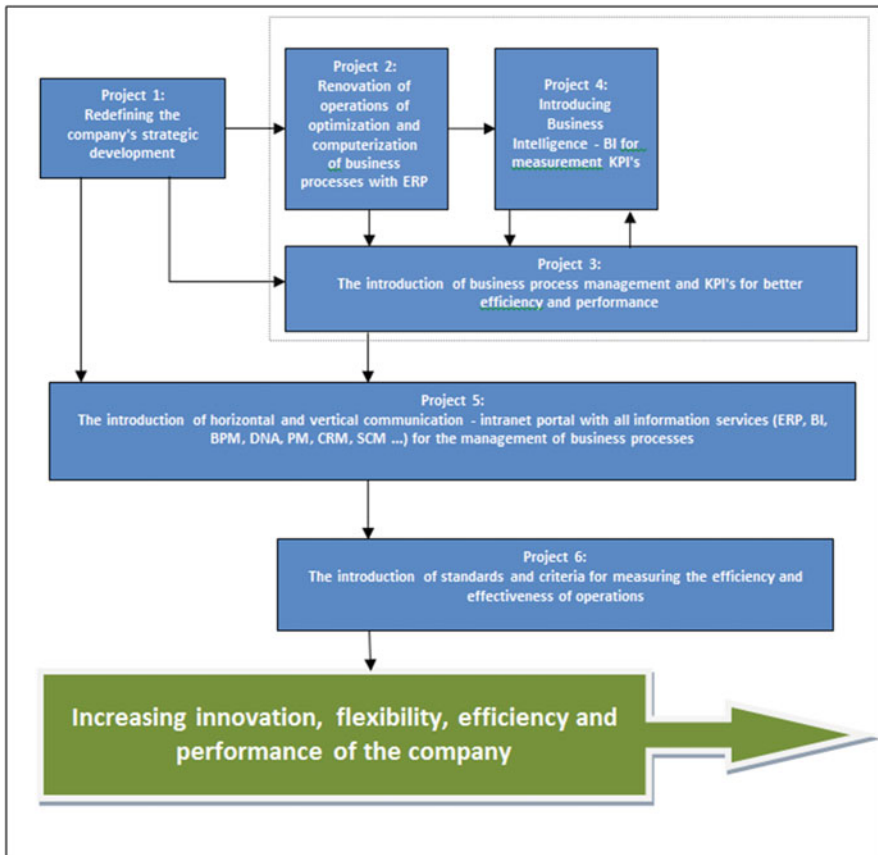 Project 1:
Redefining the
company's strategic
development
Project 2:
Renovation of
operations of
optimization and
computerization
of business
processes with ERP
Project 4:
Introducing
Business
Intelligence - BI for
measurement KPI's
Project 3:
The introduction of business process management and KPI's for better
efficiency and performance
Project 5:
The introduction of horizontal and vertical communication - intranet portal with all information services (ERP, BI,
BPM, DNA, PM, CRM, SCM ...) for the management of business processes
Project 6:
The introduction of standards and criteria for measuring the efficiency and
effectiveness of operations
Increasing innovation, flexibility, efficiency and
performance of the company